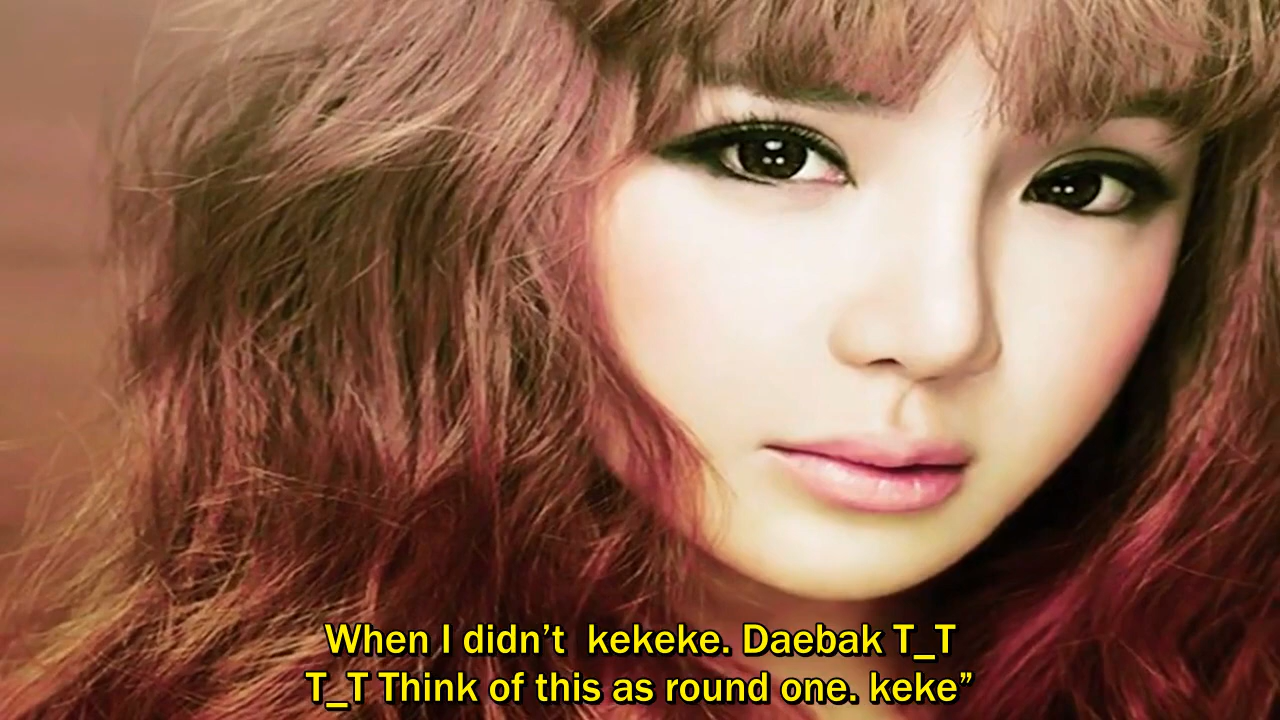 When I didn’t  kekeke. Daebak T_T
T_T Think of this as round one. keke”